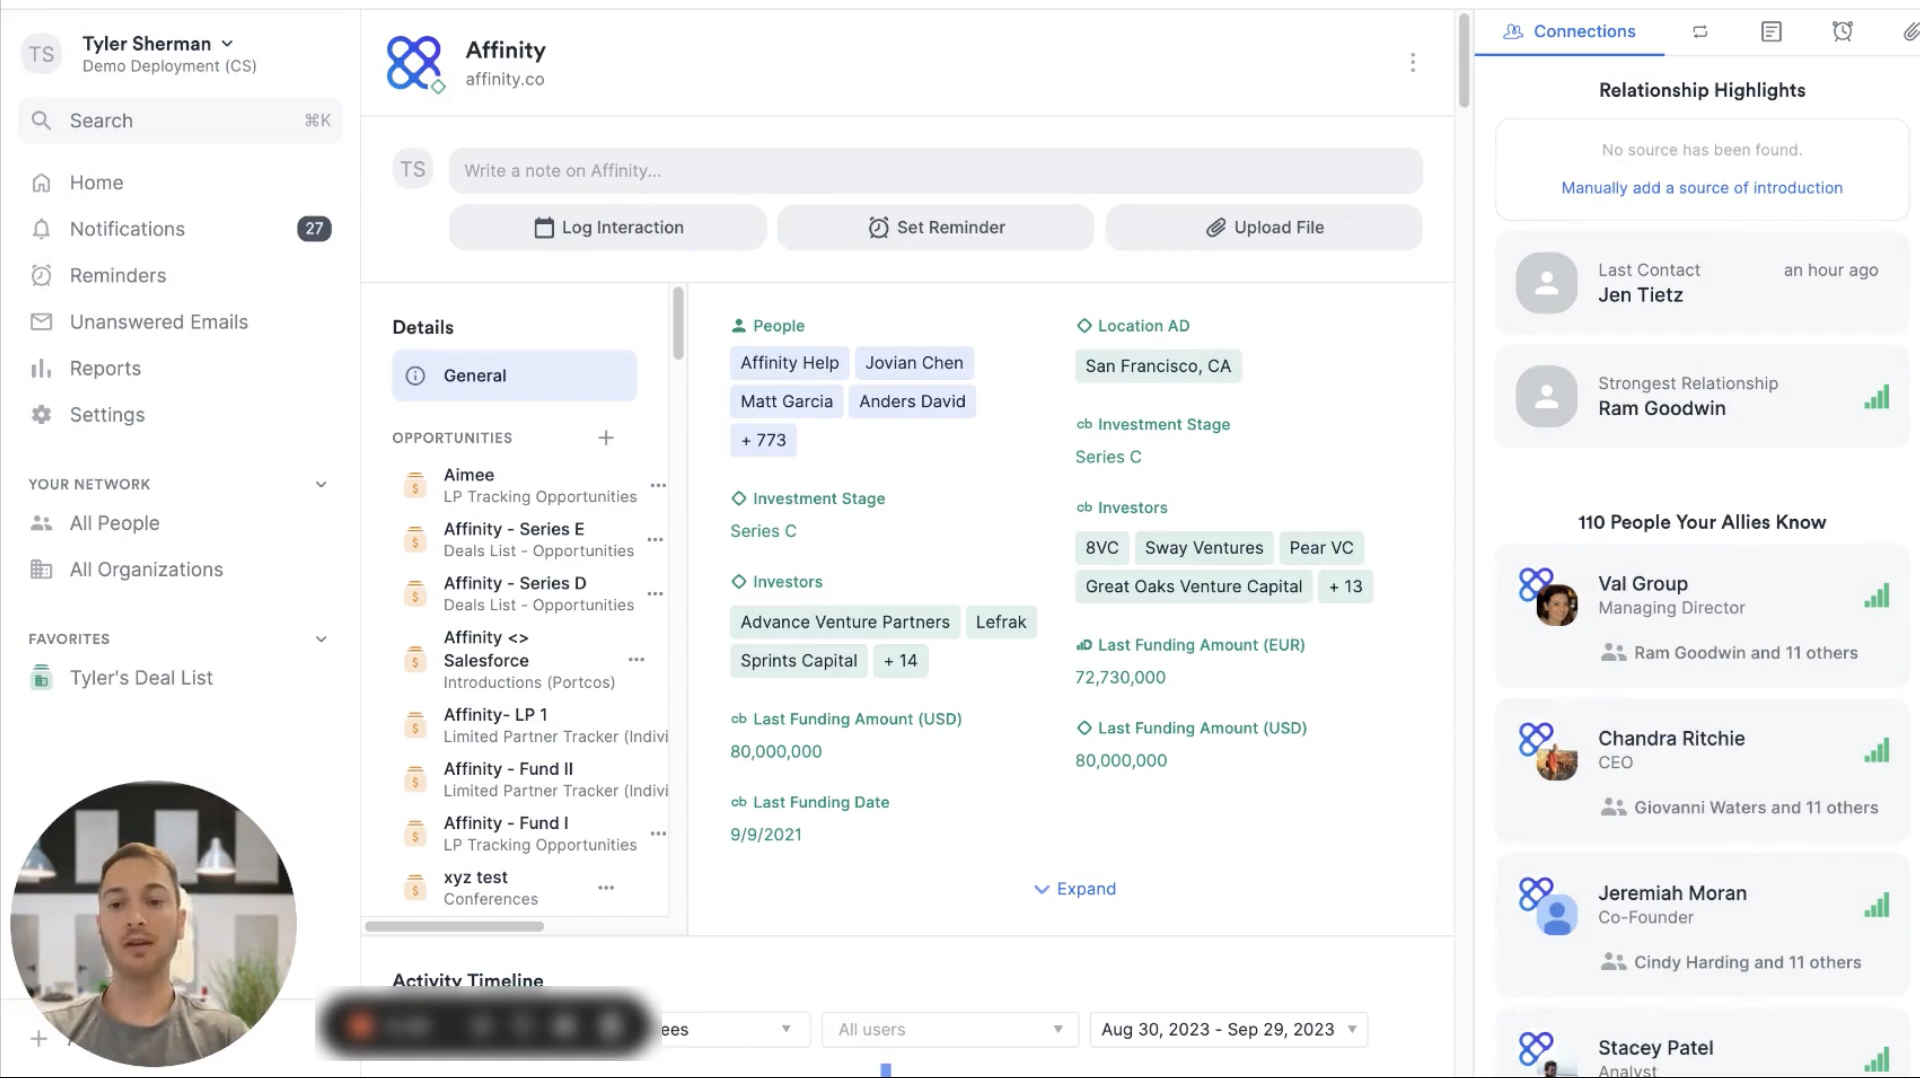 TS
Tyler Sherman
Demo Deployment (CS)
Search
⌘K
Home
Notifications
27
Reminders
Unanswered Emails
Reports
Settings
YOUR NETWORK
All People
All Organizations
FAVORITES
Tyler's Deal List
Affinity
affinity.co
TS
Write a note on Affinity...
Log Interaction
Set Reminder
Upload File
Details
General
OPPORTUNITIES
Aimee
LP Tracking Opportunities
Affinity - Series E
Deals List - Opportunities
Affinity - Series D
Deals List - Opportunities
Affinity <>
Salesforce
Introductions (Portcos)
Affinity- LP 1
Limited Partner Tracker (Indivi
Affinity - Fund II
Limited Partner Tracker (Indivi
Affinity - Fund I
LP Tracking Opportunities
xyz test
Conferences
People
Affinity Help
Jovian Chen
Matt Garcia
Anders David
+ 773
Investment Stage
Series C
Investors
Advance Venture Partners
Lefrak
Sprints Capital
+ 14
cb Last Funding Amount (USD)
80,000,000
cb Last Funding Date
9/9/2021
Location AD
San Francisco, CA
cb Investment Stage
Series C
cb Investors
8VC
Sway Ventures
Pear VC
Great Oaks Venture Capital
+ 13
Last Funding Amount (EUR)
72,730,000
Last Funding Amount (USD)
80,000,000
Expand
Activity Timeline
ees
All users
Aug 30, 2023 - Sep 29, 2023
Connections
Relationship Highlights
No source has been found.
Manually add a source of introduction
Last Contact
an hour ago
Jen Tietz
Strongest Relationship
Ram Goodwin
110 People Your Allies Know
Val Group
Managing Director
Ram Goodwin and 11 others
Chandra Ritchie
CEO
Giovanni Waters and 11 others
Jeremiah Moran
Co-Founder
Cindy Harding and 11 others
Stacey Patel
Analyst